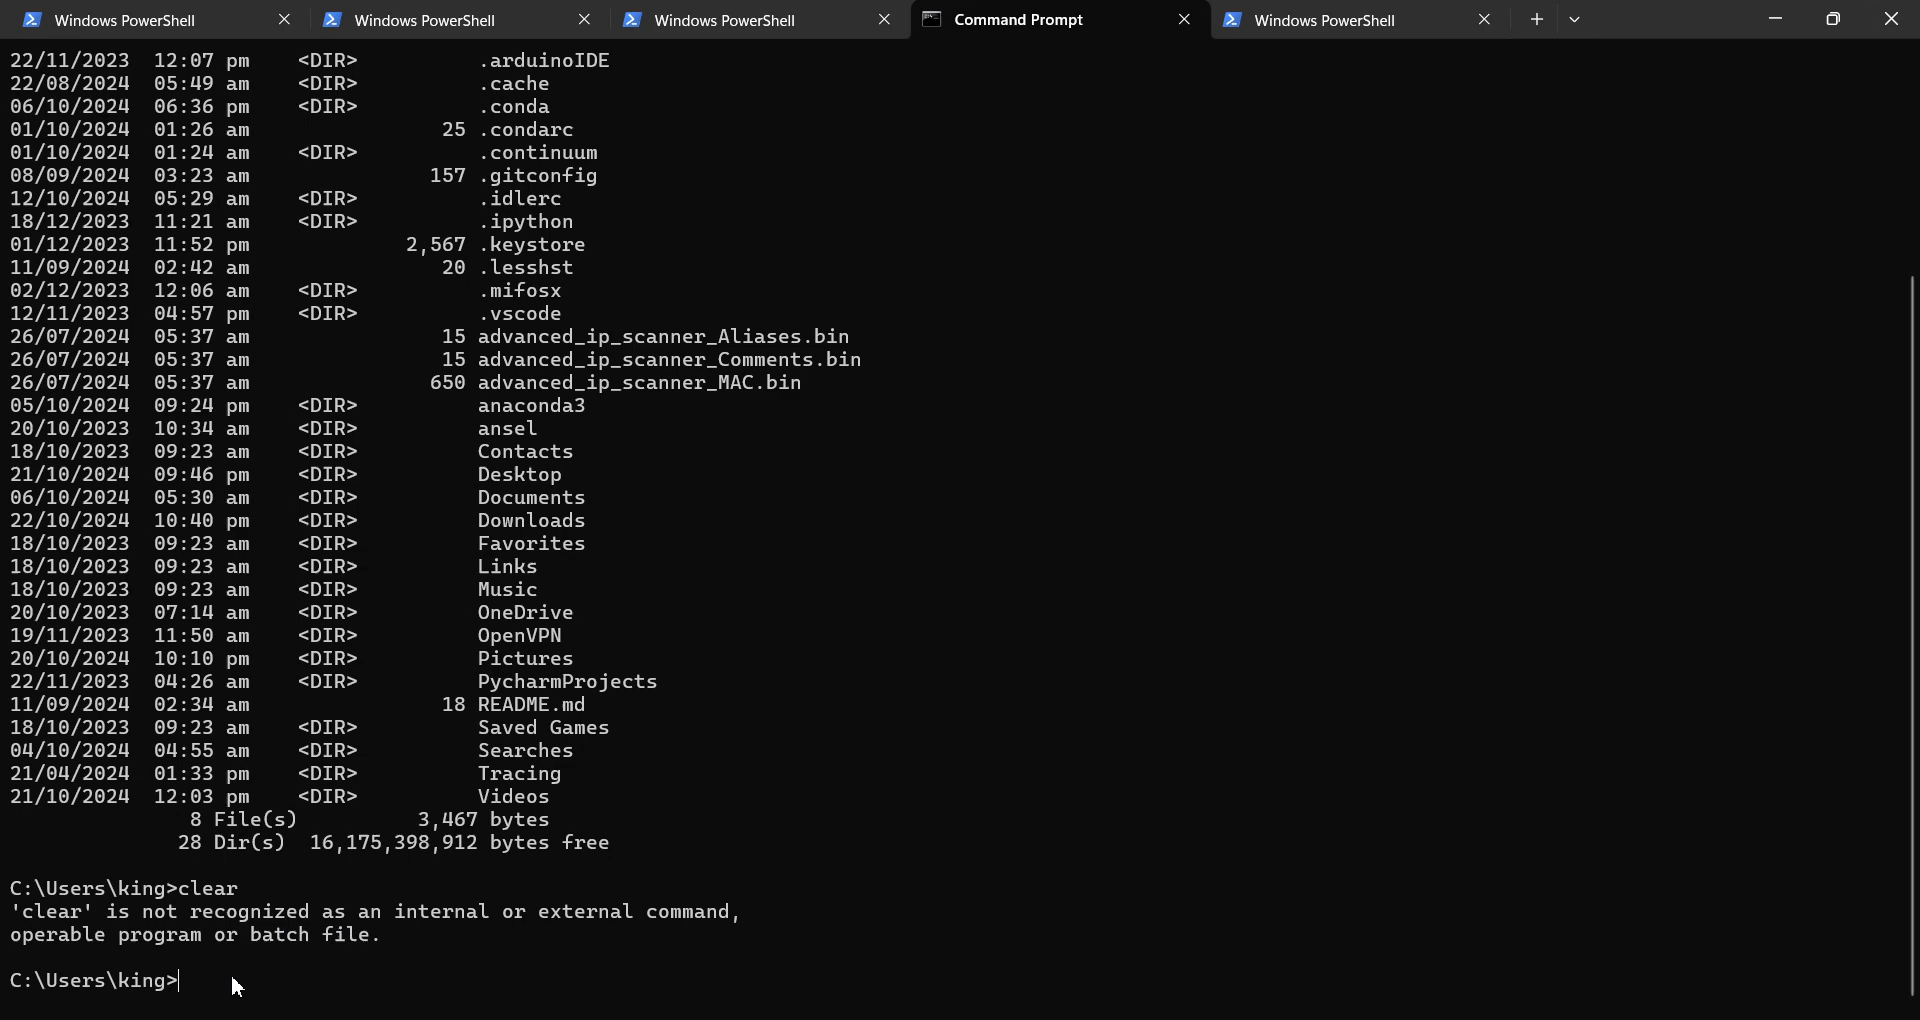 Windows PowerShell Windows PowerShell Windows PowerShell Command Prompt Windows PowerShell
22/11/2023  12:07 pm    <DIR>          .arduinoIDE
22/08/2024  05:49 am    <DIR>          .cache
06/10/2024  06:36 pm    <DIR>          .conda
01/10/2024  01:26 am                25 .condarc
01/10/2024  01:24 am    <DIR>          .continuum
08/09/2024  03:23 am               157 .gitconfig
12/10/2024  05:29 am    <DIR>          .idlerc
18/12/2023  11:21 am    <DIR>          .ipython
01/12/2023  11:52 pm             2,567 .keystore
11/09/2024  02:42 am                20 .lesshst
02/12/2023  12:06 am    <DIR>          .mifosx
12/11/2023  04:57 pm    <DIR>          .vscode
26/07/2024  05:37 am                15 advanced_ip_scanner_Aliases.bin
26/07/2024  05:37 am                15 advanced_ip_scanner_Comments.bin
26/07/2024  05:37 am               650 advanced_ip_scanner_MAC.bin
05/10/2024  09:24 pm    <DIR>          anaconda3
20/10/2023  10:34 am    <DIR>          ansel
18/10/2023  09:23 am    <DIR>          Contacts
21/10/2024  09:46 pm    <DIR>          Desktop
06/10/2024  05:30 am    <DIR>          Documents
22/10/2024  10:40 pm    <DIR>          Downloads
18/10/2023  09:23 am    <DIR>          Favorites
18/10/2023  09:23 am    <DIR>          Links
18/10/2023  09:23 am    <DIR>          Music
20/10/2023  07:14 am    <DIR>          OneDrive
19/11/2023  11:50 am    <DIR>          OpenVPN
20/10/2024  10:10 pm    <DIR>          Pictures
22/11/2023  04:26 am    <DIR>          PycharmProjects
11/09/2024  02:34 am                18 README.md
18/10/2023  09:23 am    <DIR>          Saved Games
04/10/2024  04:55 am    <DIR>          Searches
21/04/2024  01:33 pm    <DIR>          Tracing
21/10/2024  12:03 pm    <DIR>          Videos
8 File(s)          3,467 bytes
28 Dir(s)  16,175,398,912 bytes free
C:\Users\king>clear
'clear' is not recognized as an internal or external command,
operable program or batch file.
C:\Users\king>